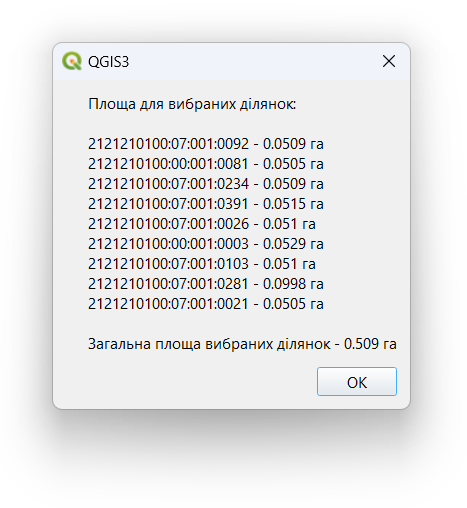 QGIS3
Площа для вибраних ділянок:
2121210100:07:001:0092 - 0.0509 га
2121210100:00:001:0081 - 0.0505 га
2121210100:07:001:0234 - 0.0509 га
2121210100:07:001:0391 - 0.0515 га
2121210100:07:001:0026 - 0.051 га
2121210100:00:001:0003 - 0.0529 га
2121210100:07:001:0103 - 0.051 га
2121210100:07:001:0281 - 0.0998 га
2121210100:07:001:0021 - 0.0505 га
Загальна площа вибраних ділянок - 0.509 га
OK